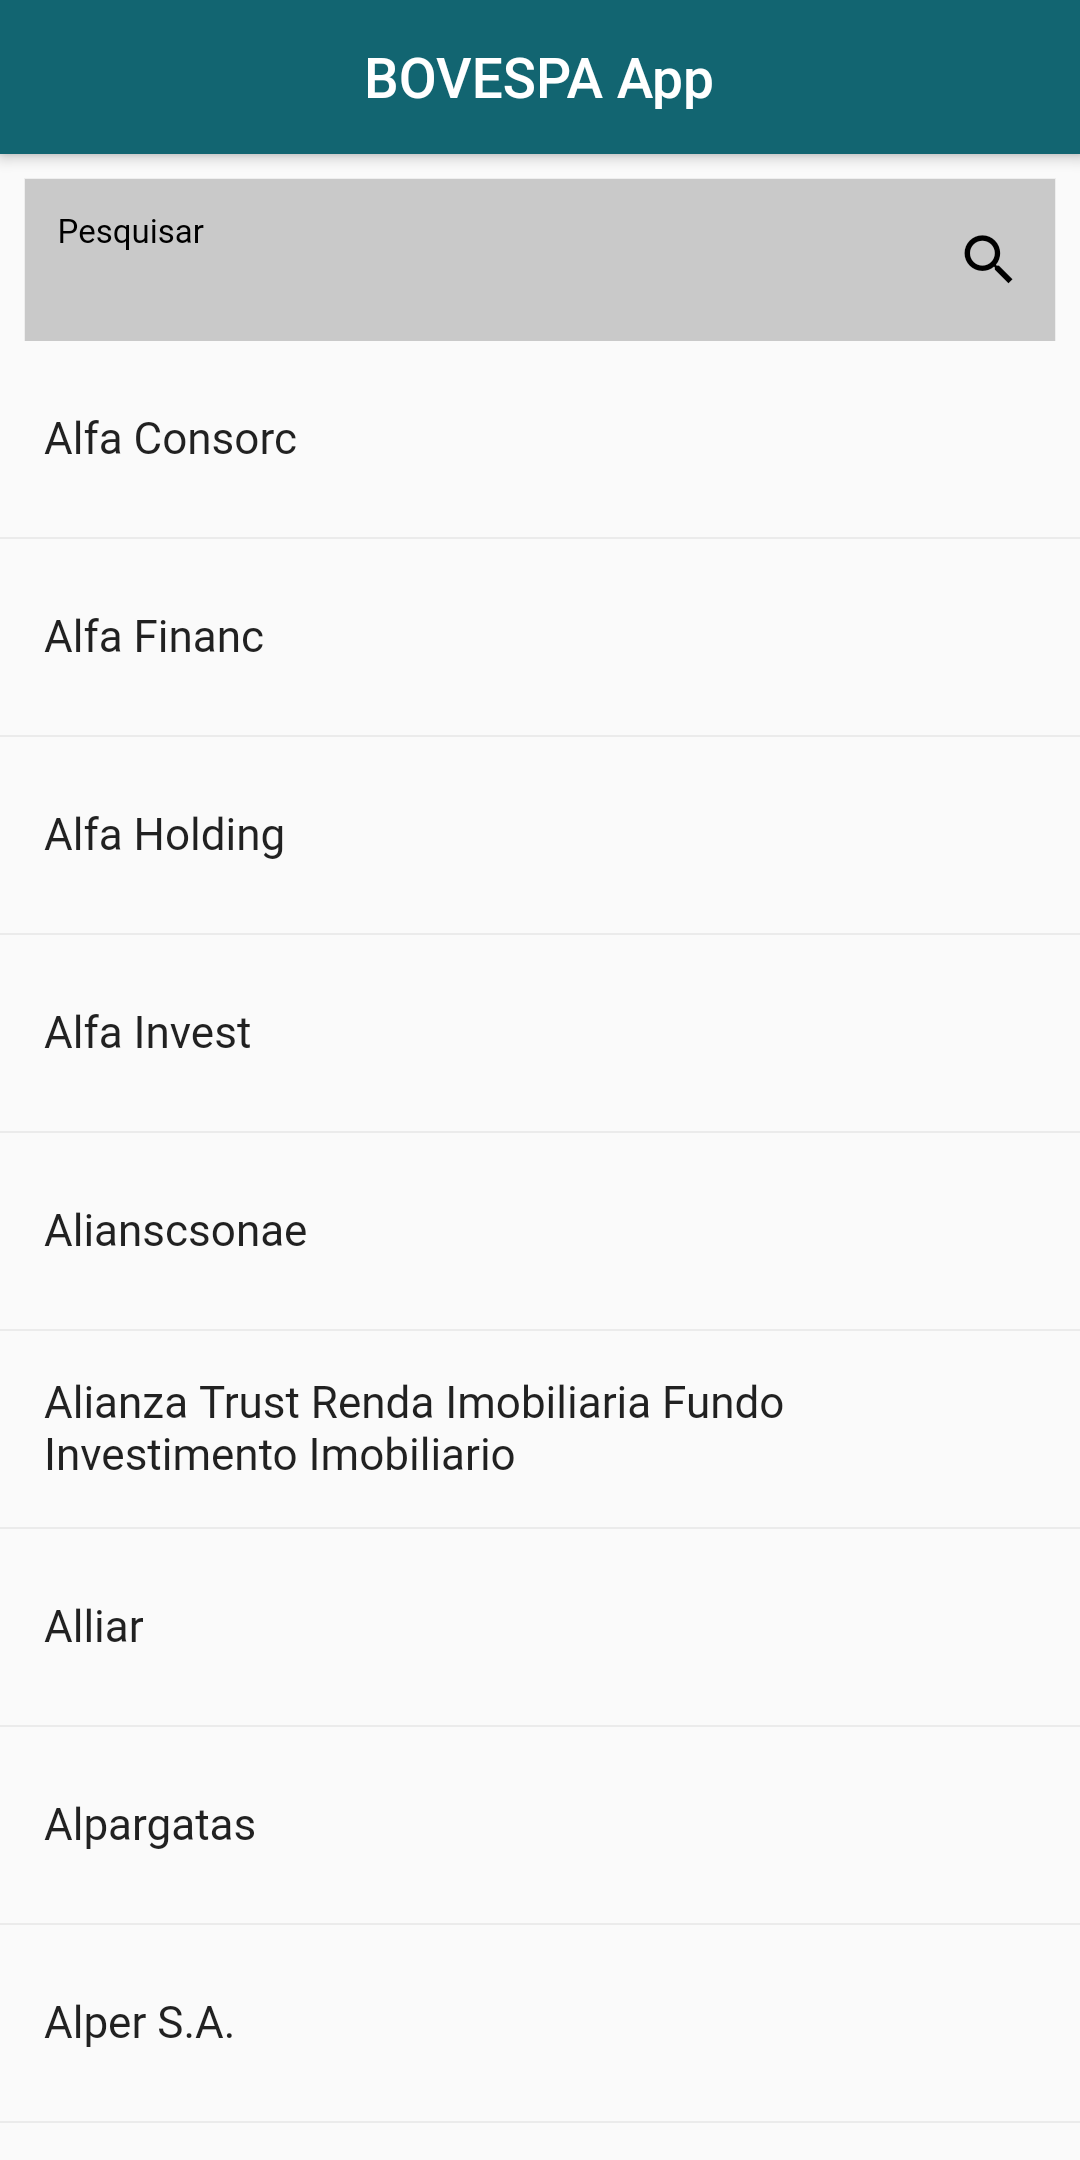 BOVESPA App
Pesquisar
Alfa Consorc
Alfa Financ
Alfa Holding
Alfa Invest
Alianscsonae
Alianza Trust Renda Imobiliaria Fundo
Investimento Imobiliario
Alliar
Alpargatas
Alper S.A.